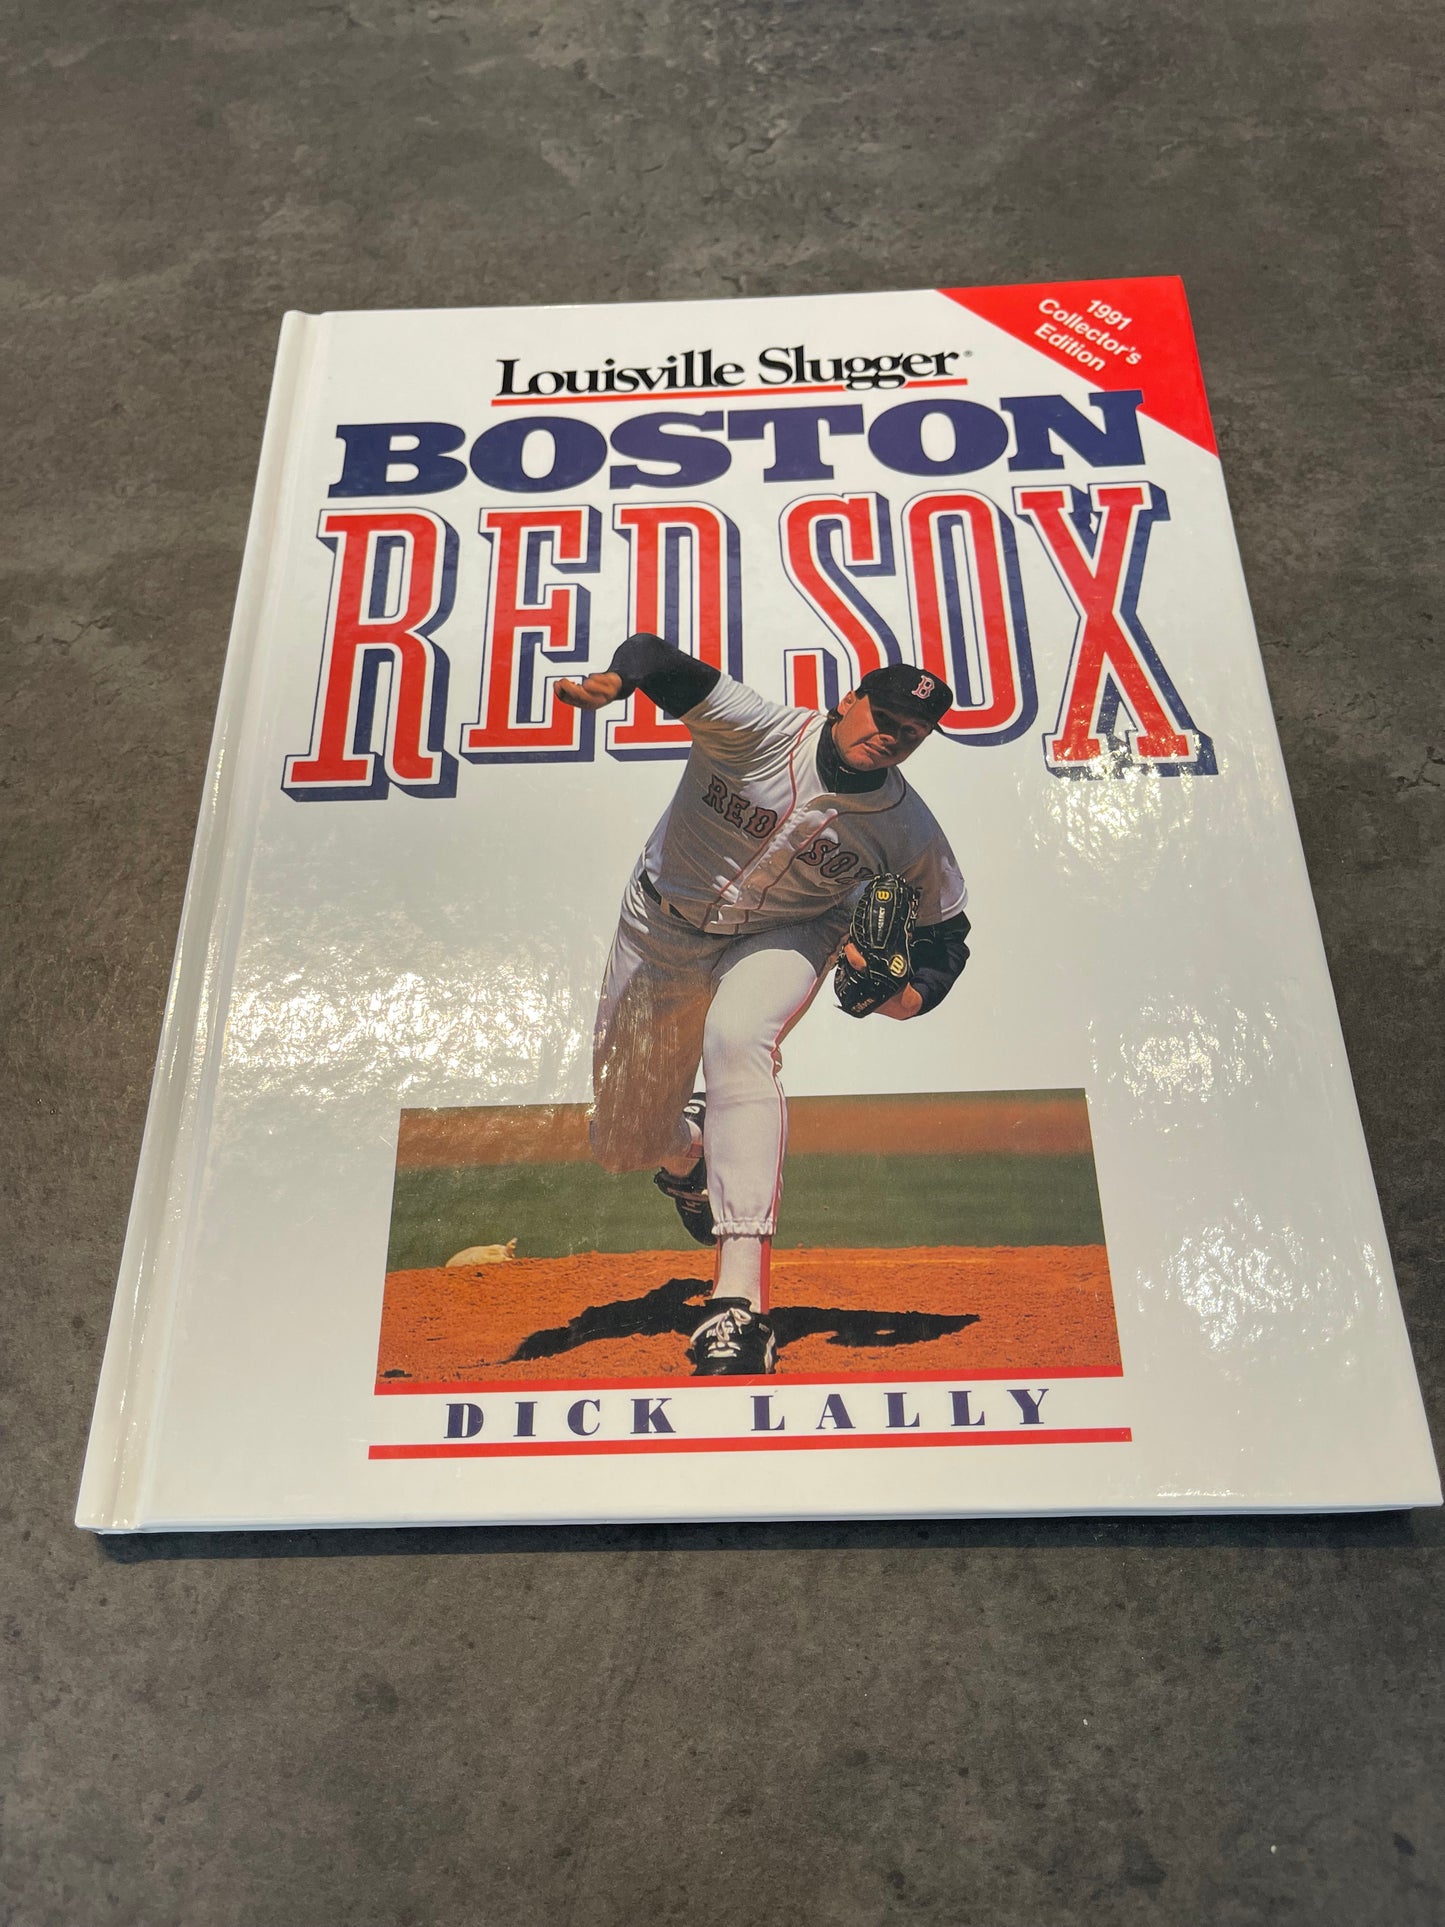 1991
Collector's
Edition
Louisville Slugger®
BOSTON
RED SOX
B
RED SOX
DICK LALLY